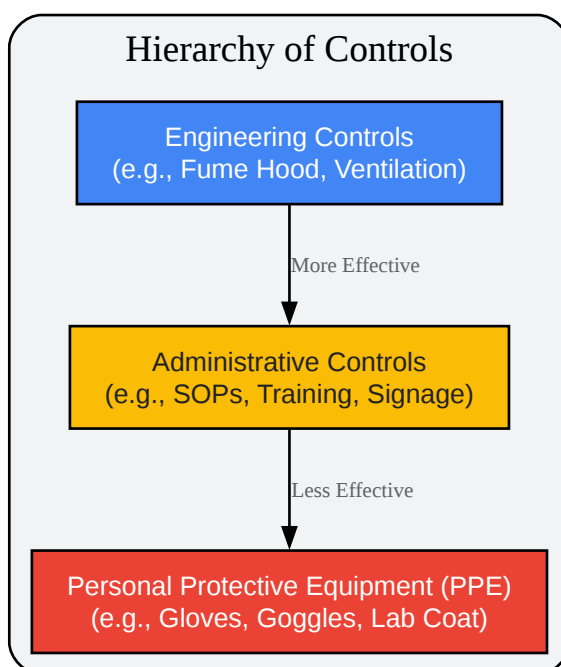 Hierarchy of Controls
Engineering Controls
(e.g., Fume Hood, Ventilation)
More Effective
Administrative Controls
(e.g., SOPs, Training, Signage)
Less Effective
Personal Protective Equipment (PPE)
(e.g., Gloves, Goggles, Lab Coat)